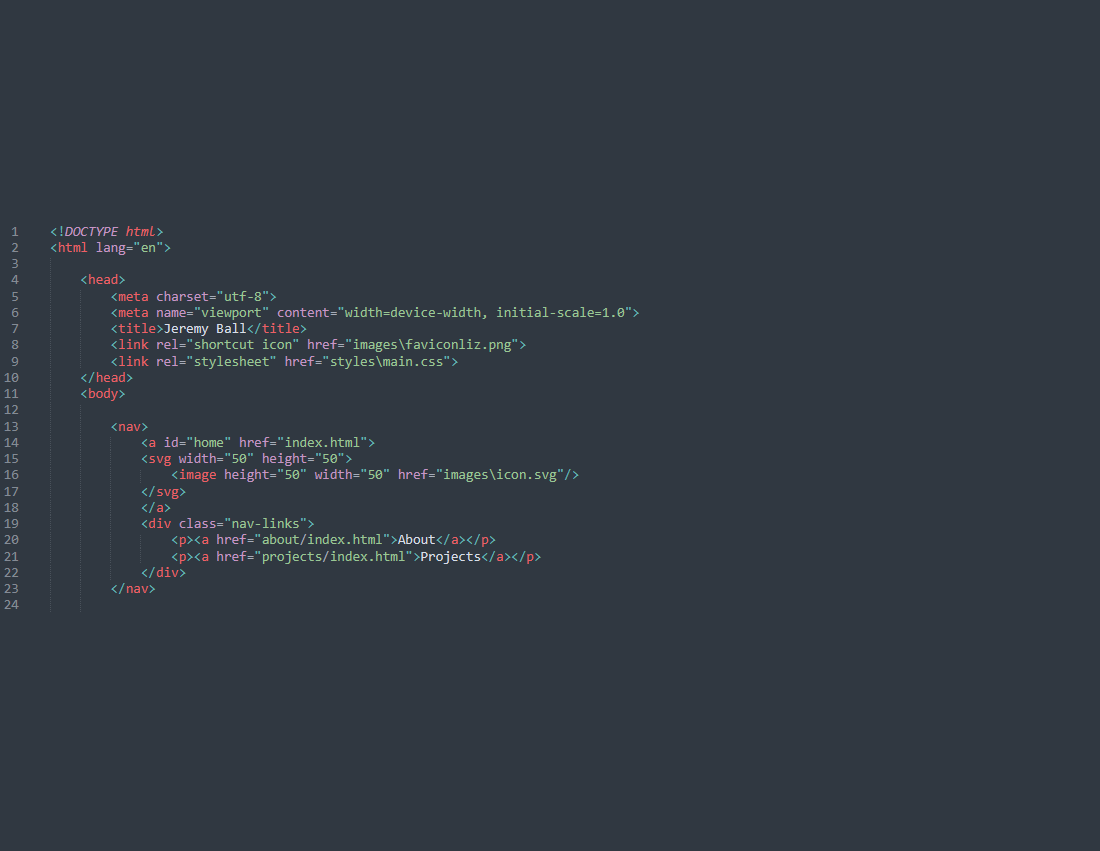 1 <!DOCTYPE html>
2 <html lang="en">
3
4 <head>
5 <meta charset="utf-8">
6 <meta name="viewport" content="width=device-width, initial-scale=1.0">
7 <title>Jeremy Ball</title>
8 <link rel="shortcut icon" href="images\faviconliz.png">
9 <link rel="stylesheet" href="styles\main.css">
10 </head>
11 <body>
12
13 <nav>
14 <a id="home" href="index.html">
15 <svg width="50" height="50">
16 <image height="50" width="50" href="images\icon.svg"/>
17 </svg>
18 </a>
19 <div class="nav-links">
20 <p><a href="about/index.html">About</a></p>
21 <p><a href="projects/index.html">Projects</a></p>
22 </div>
23 </nav>
24